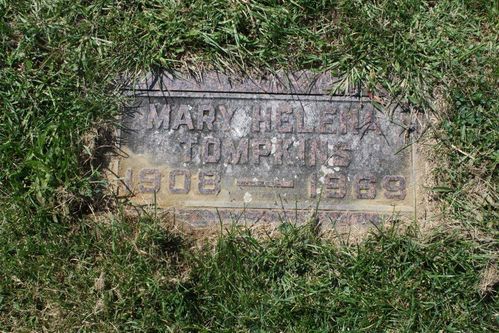 MARY HELENA
TOMPKINS
1908 — 1969